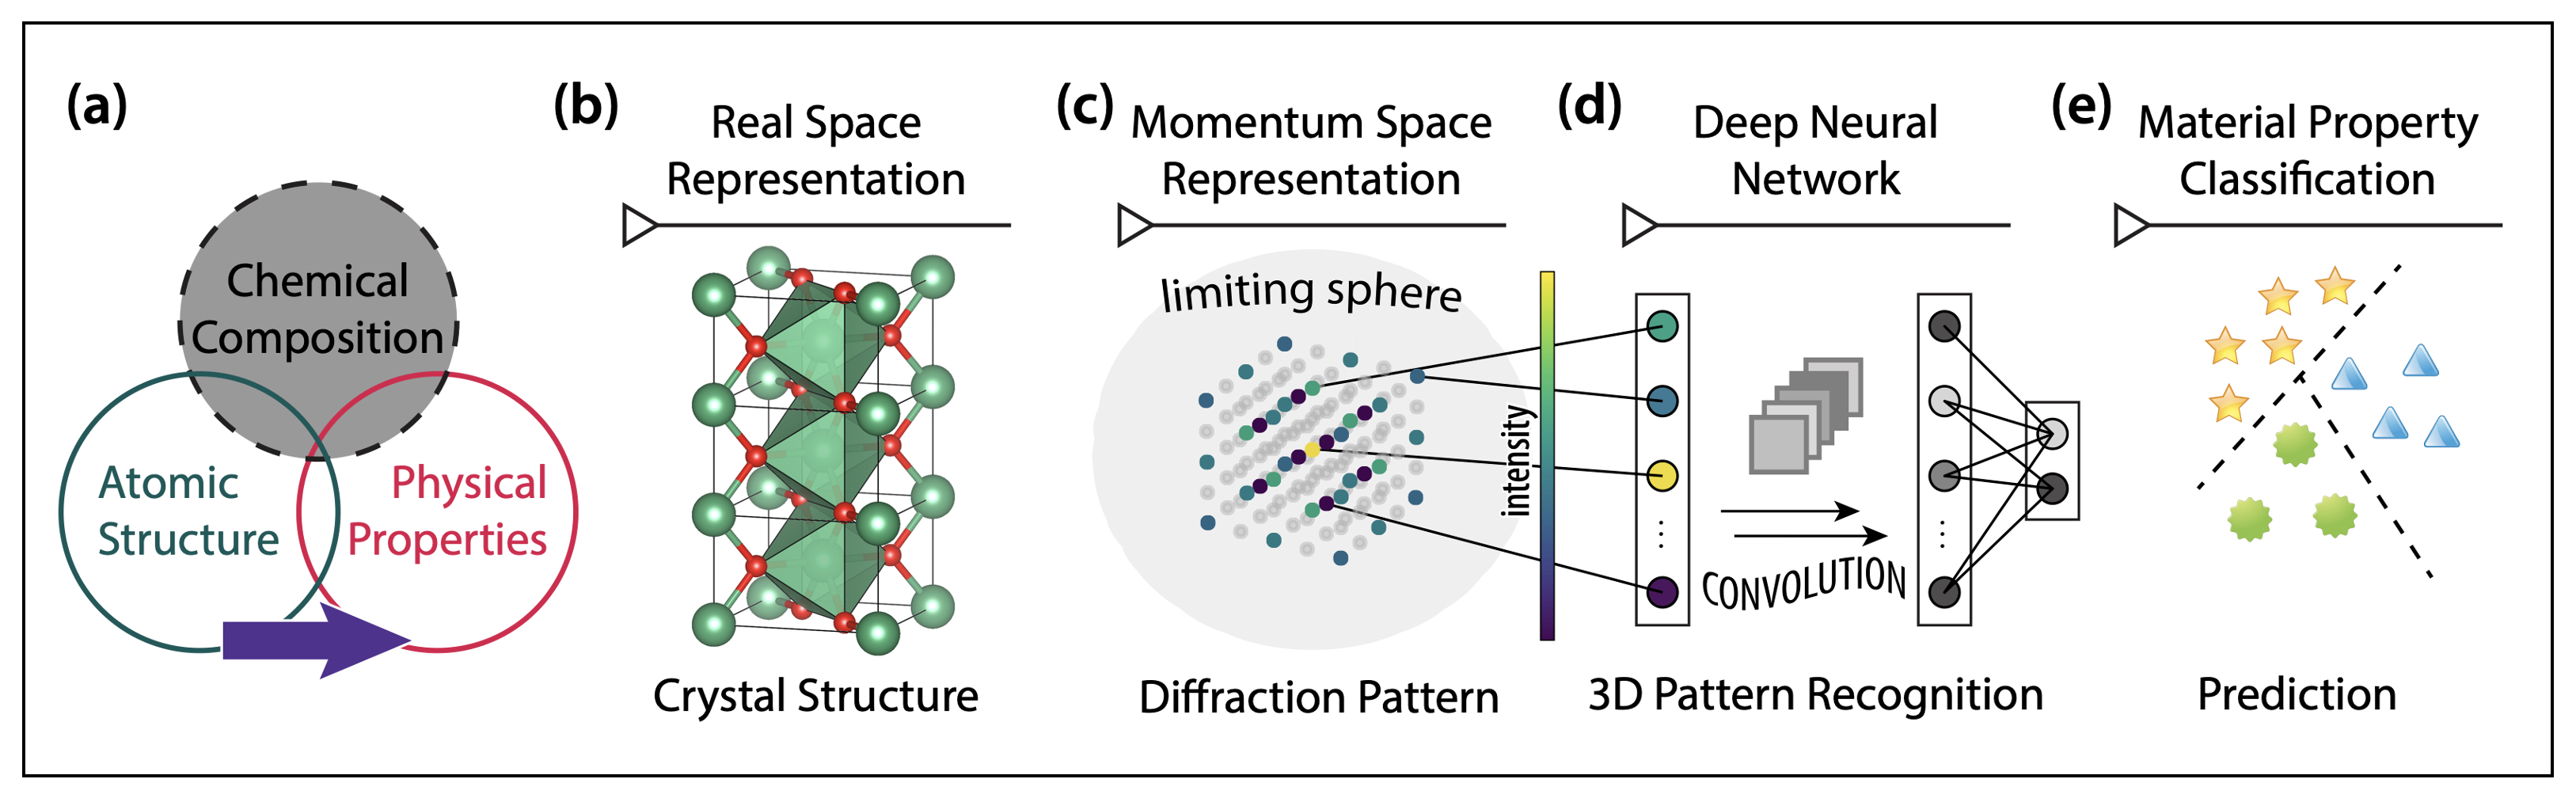 (a)
Chemical
Composition
Atomic
Structure
Physical
Properties
(b)
Real Space
Representation
Crystal Structure
(c)
Momentum Space
Representation
limiting sphere
intensity
Diffraction Pattern
(d)
Deep Neural
Network
CONVOLUTION
3D Pattern Recognition
(e)
Material Property
Classification
Prediction